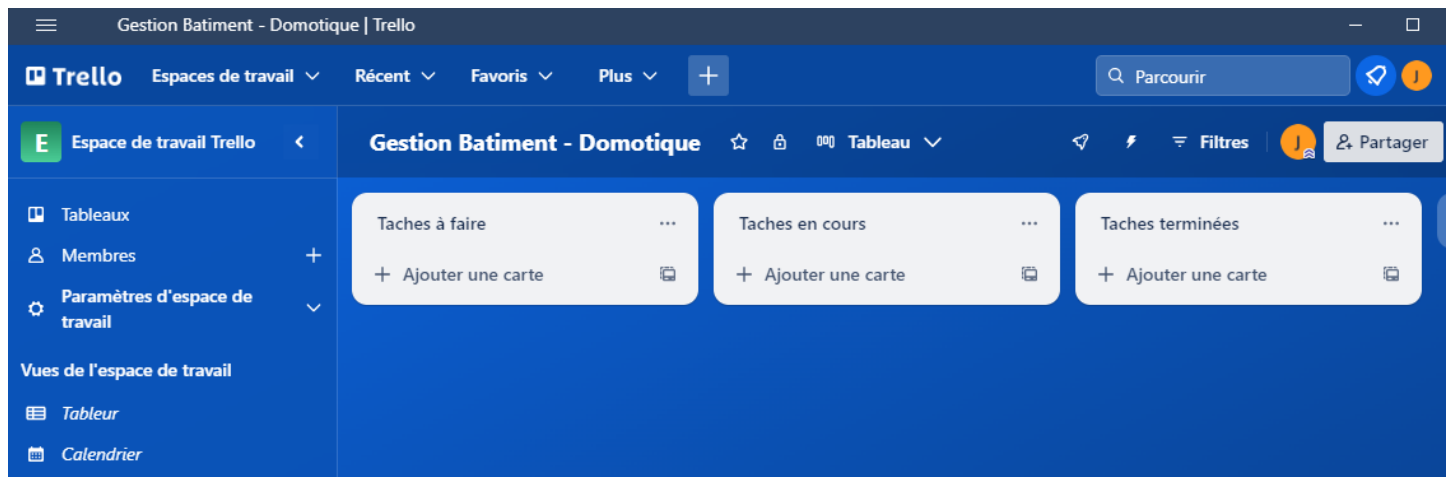 Gestion Batiment - Domotique | Trello
Trello Espaces de travail Récent Favoris Plus Parcourir J
E Espace de travail Trello Gestion Batiment - Domotique Tableau Filtres J Partager
Tableaux
Membres
Paramètres d'espace de
travail
Vues de l'espace de travail
Tableur
Calendrier
Taches à faire
Ajouter une carte
Taches en cours
Ajouter une carte
Taches terminées
Ajouter une carte